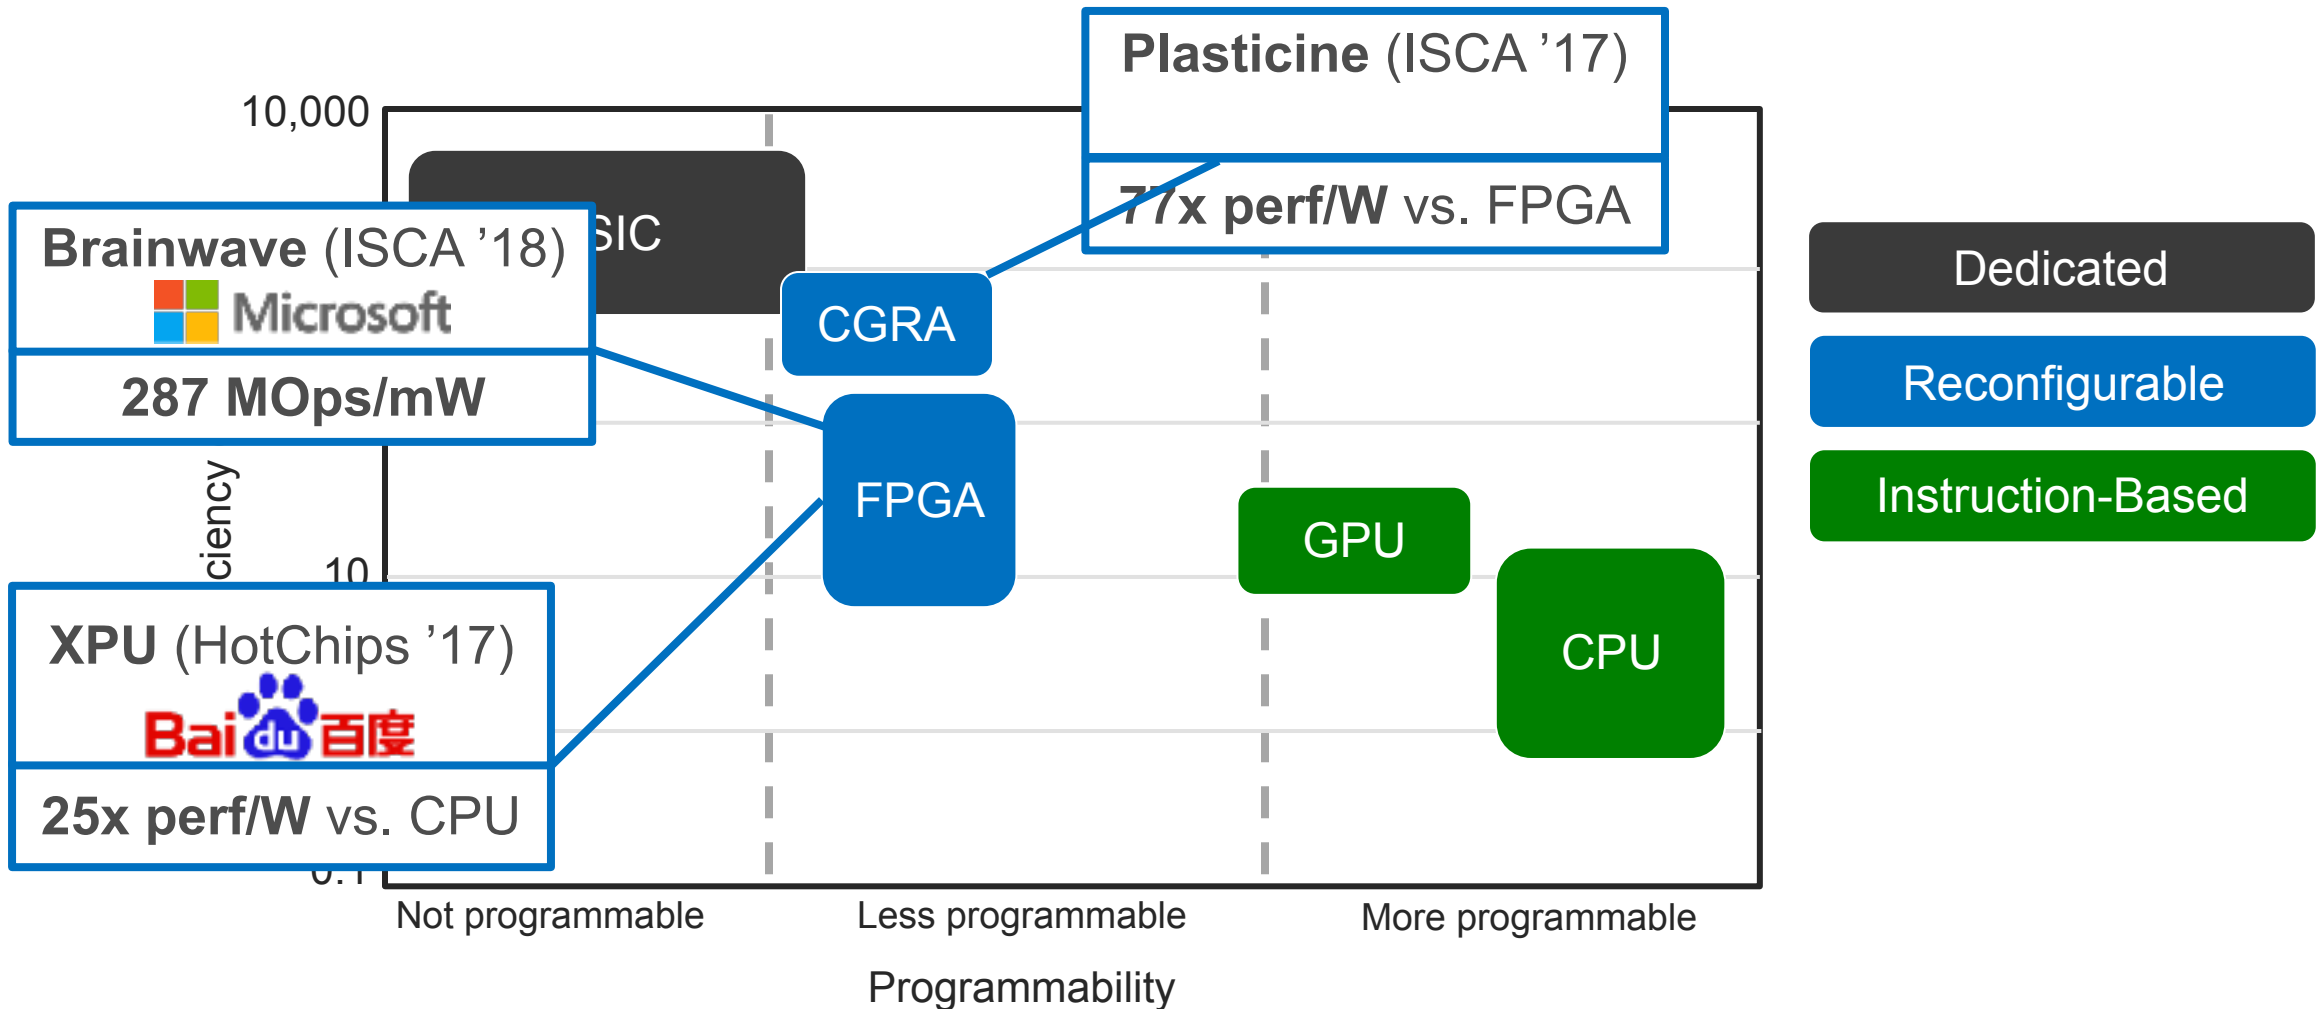 Plasticine (ISCA ’17)
77x perf/W vs. FPGA
10,000
SIC
Brainwave (ISCA ’18)
Microsoft
287 MOps/mW
CGRA
FPGA
GPU
CPU
Dedicated
Reconfigurable
Instruction-Based
ciency
10
XPU (HotChips ’17)
Bai du 百度
25x perf/W vs. CPU
0.1
Not programmable
Less programmable
More programmable
Programmability